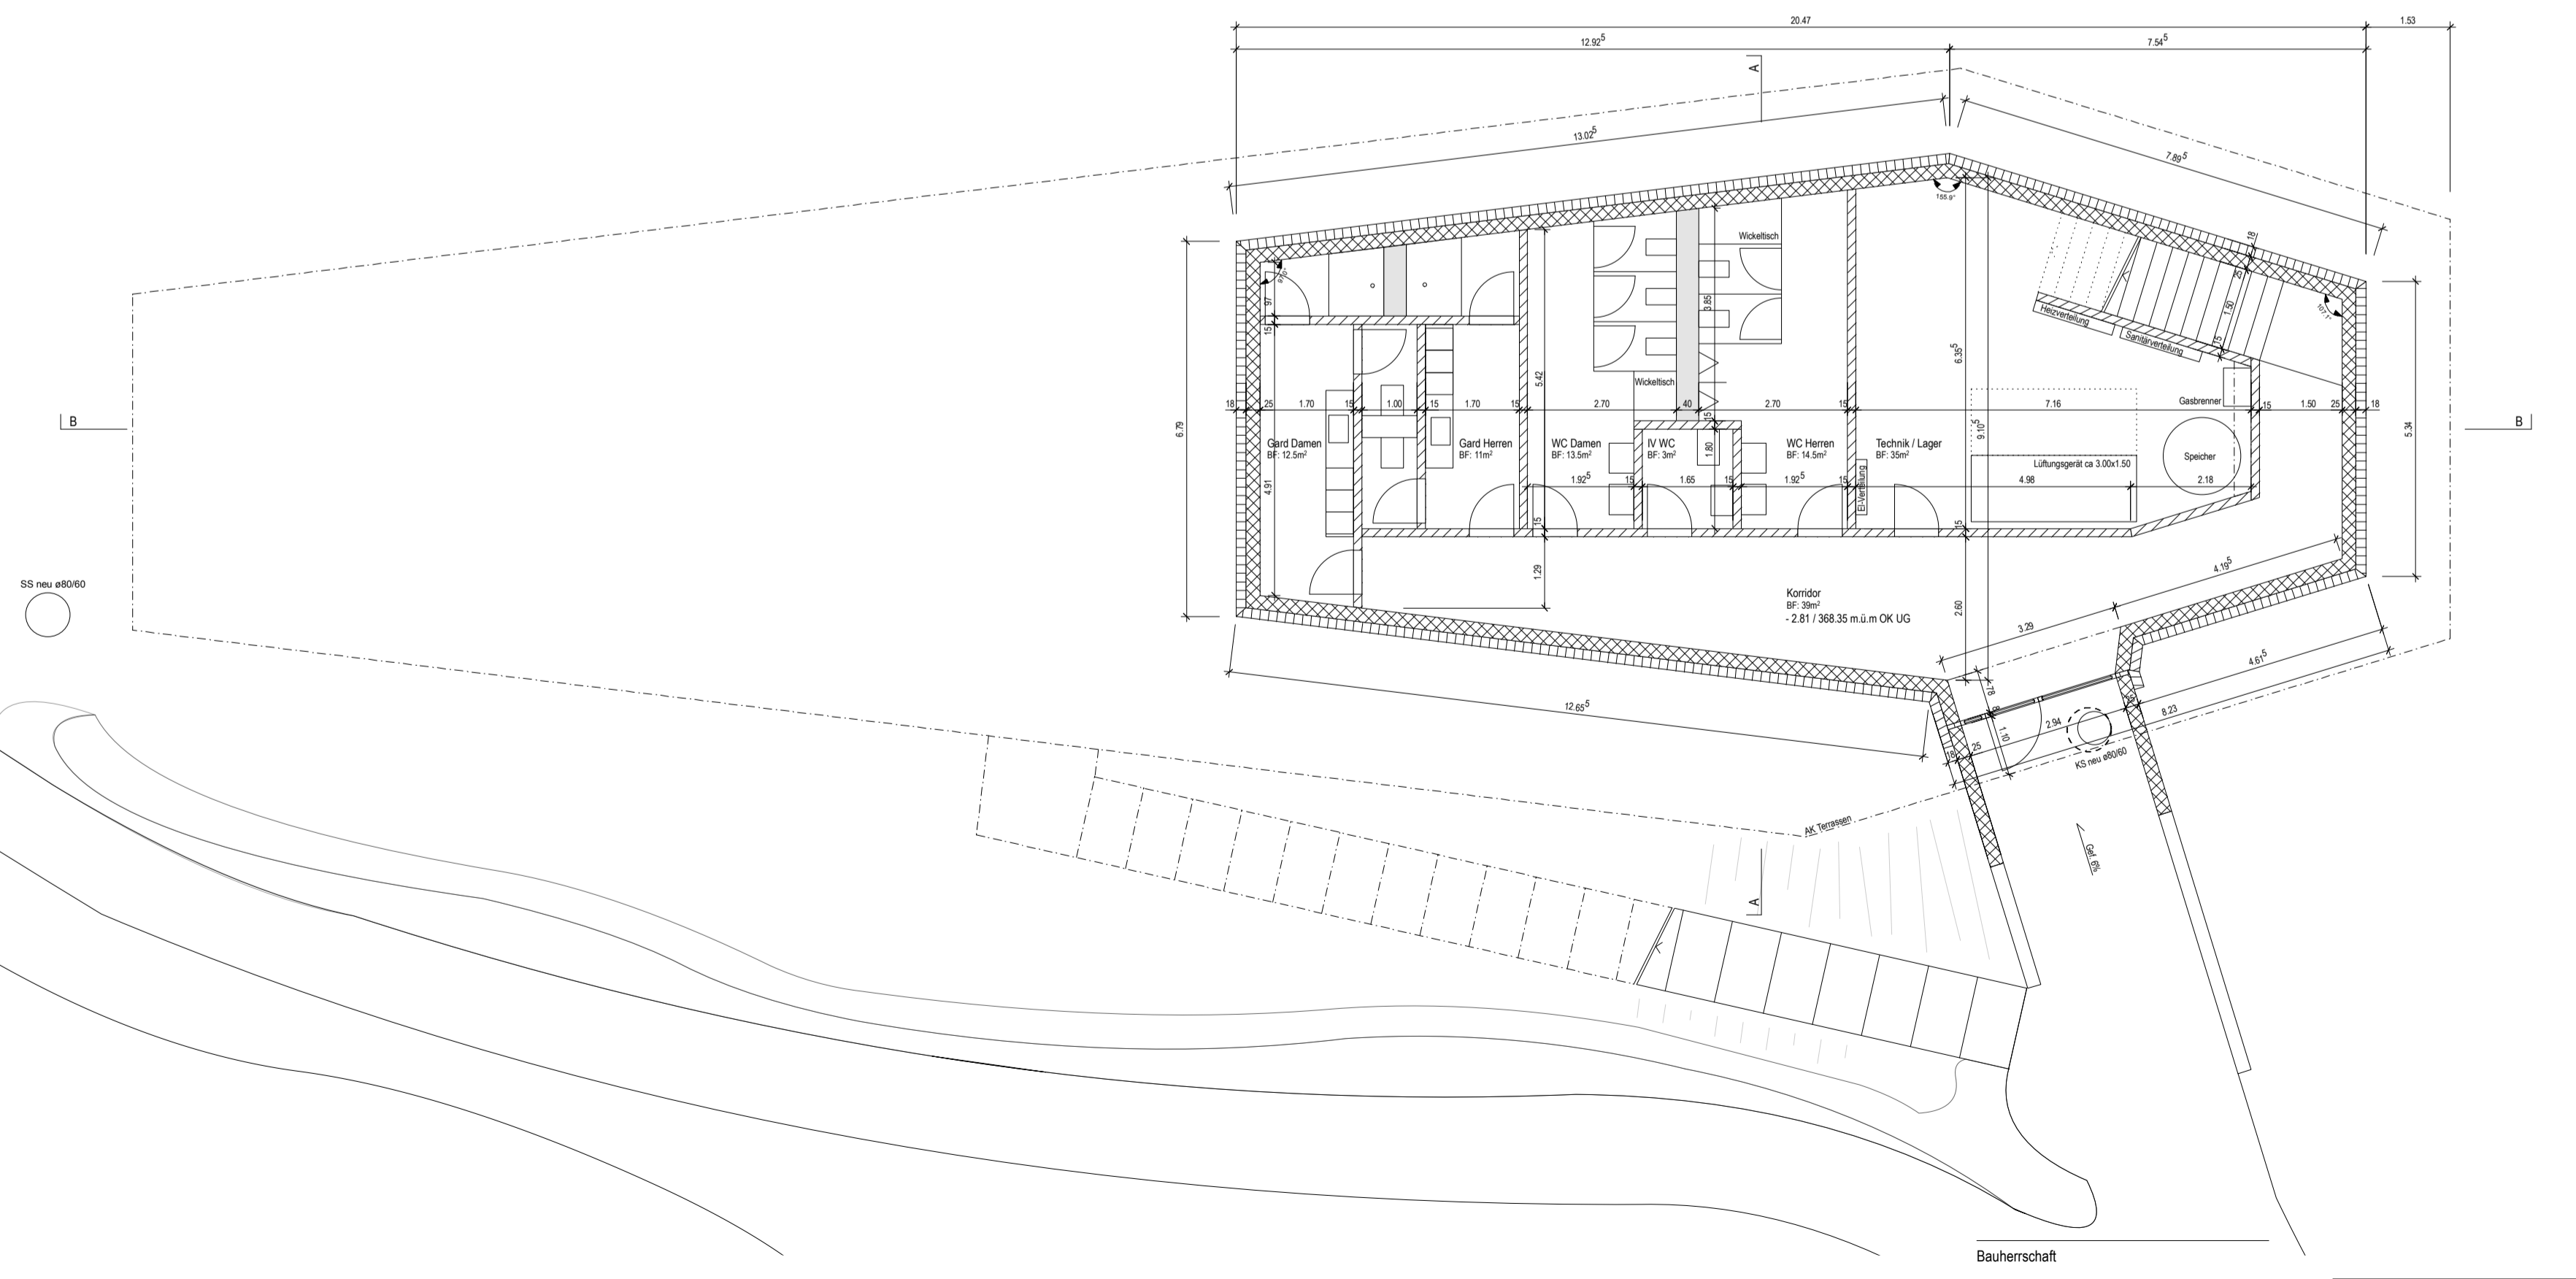 20.47
1.53
12.92⁵
7.54⁵
A
13.02⁵
7.89⁵
155.9°
Wickeltisch
18
25
97
15
3.85
1.50
15
107.1°
Heizverteilung
Sanitärverteilung
6.35⁵
5.42
Wickeltisch
Gasbrenner
18
25
1.70
15
1.00
15
1.70
15
2.70
40
15
2.70
15
7.16
15
1.50
25
18
B
B
6.79
9.10⁵
5.34
Gard Damen
BF: 12.5m²
Gard Herren
BF: 11m²
WC Damen
BF: 13.5m²
IV WC
BF: 3m²
1.80
WC Herren
BF: 14.5m²
Technik / Lager
BF: 35m²
Speicher
Lüftungsgerät ca 3.00x1.50
El-Verteilung
4.91
1.92⁵
15
1.65
15
1.92⁵
15
4.98
2.18
15
15
1.29
4.19⁵
SS neu ø80/60
Korridor
BF: 39m²
- 2.81 / 368.35 m.ü.m OK UG
2.60
3.29
4.61⁵
78
12.65⁵
8.23
2.94
1.10
18
25
KS neu ø80/60
AK Terrassen
Gef. 6%
A
Bauherrschaft